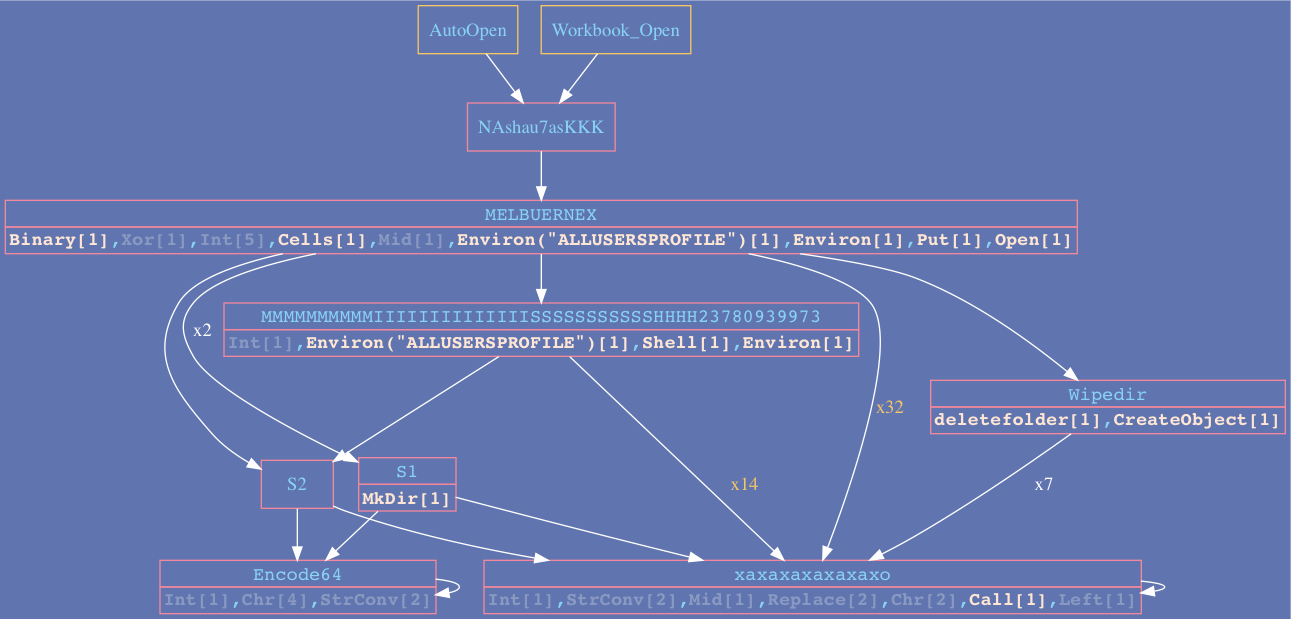 AutoOpen
Workbook_Open
NAshau7asKKK
MELBUERNEX
Binary[1],Xor[1],Int[5],Cells[1],Mid[1],Environ("ALLUSERSPROFILE")[1],Environ[1],Put[1],Open[1]
x2
MMMMMMMMMMIIIIIIIIIIIIIISSSSSSSSSSSHHHH23780939973
Int[1],Environ("ALLUSERSPROFILE")[1],Shell[1],Environ[1]
x32
Wipedir
deletefolder[1],CreateObject[1]
S2
S1
MkDir[1]
x14
x7
Encode64
Int[1],Chr[4],StrConv[2]
xaxaxaxaxaxaxo
Int[1],StrConv[2],Mid[1],Replace[2],Chr[2],Call[1],Left[1]